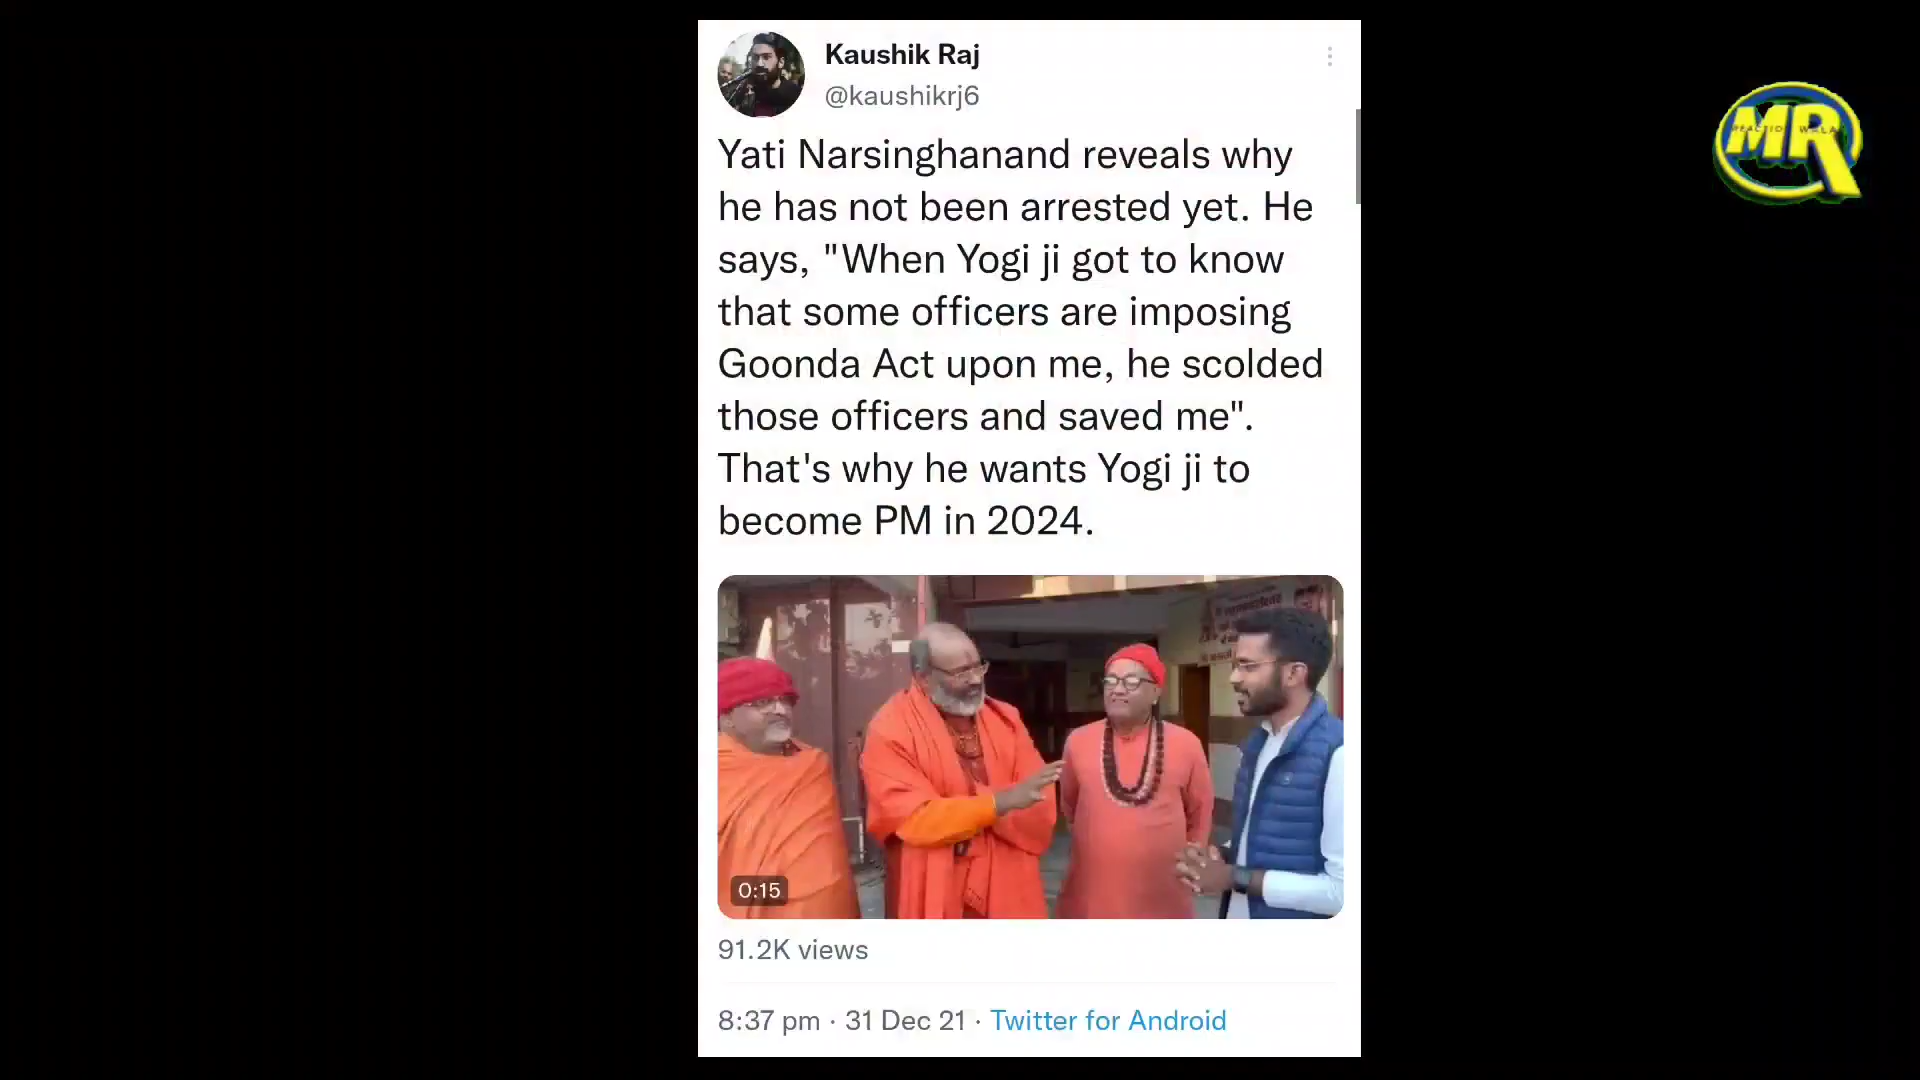 Kaushik Raj
@kaushikrj6
Yati Narsinghanand reveals why
he has not been arrested yet. He
says, "When Yogi ji got to know
that some officers are imposing
Goonda Act upon me, he scolded
those officers and saved me".
That's why he wants Yogi ji to
become PM in 2024.
0:15
91.2K views
8:37 pm · 31 Dec 21 · Twitter for Android
MR
REACTION WALA